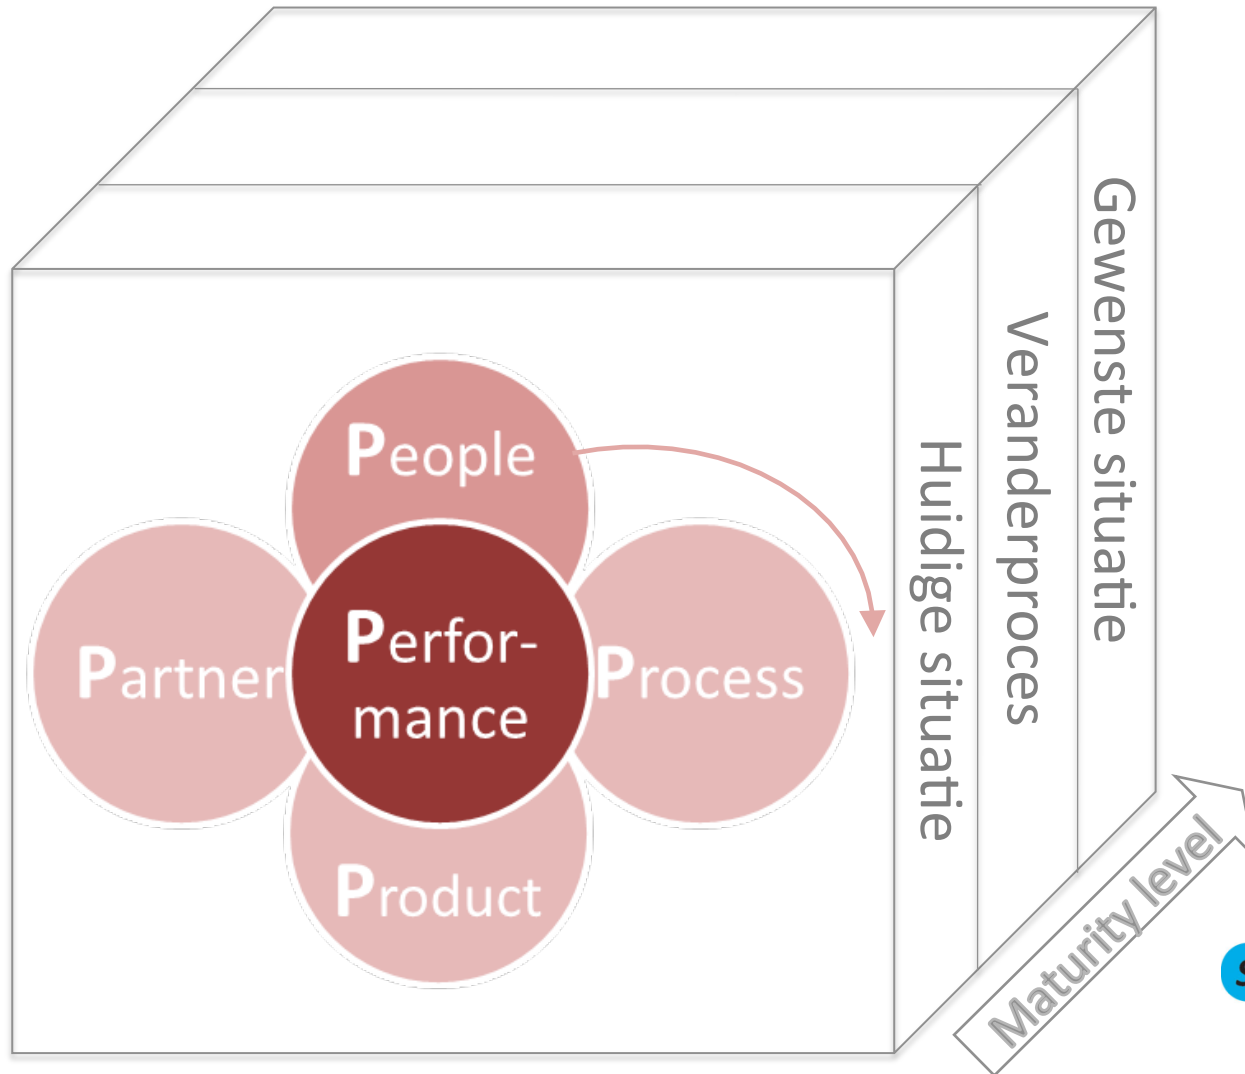 People
Partner
Perfor-
mance
Process
Product
Huidige situatie
Veranderproces
Gewenste situatie
Maturity level